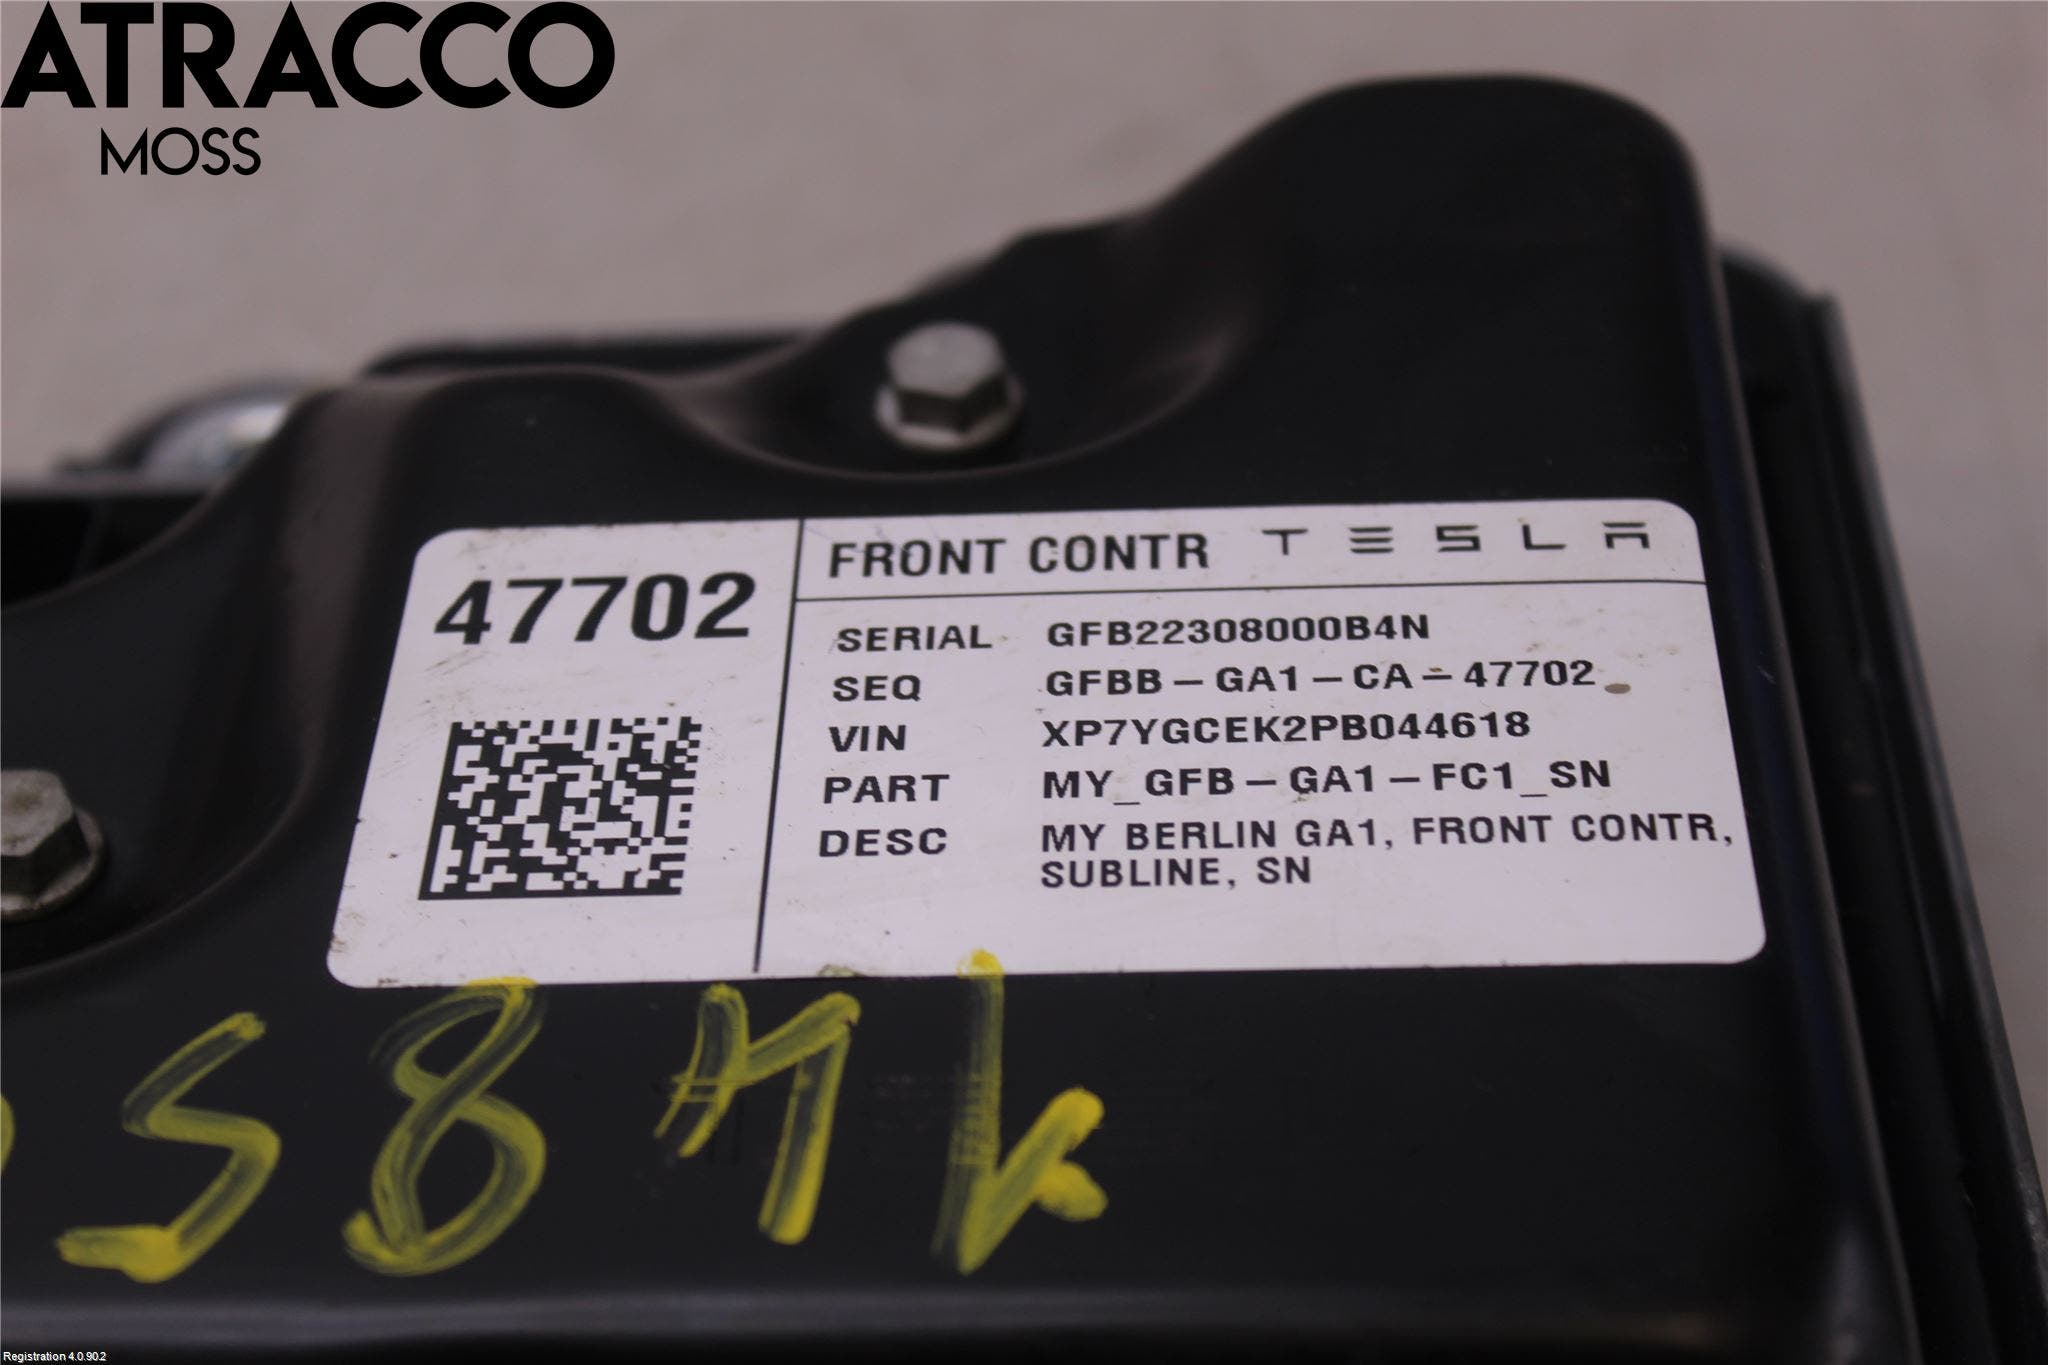 ATRACCO
MOSS
47702
FRONT CONTR TESLA
SERIAL GFB22308000B4N
SEQ GFBB-GA1-CA-47702
VIN XP7YGCEK2PB044618
PART MY_GFB-GA1-FC1_SN
DESC MY BERLIN GA1, FRONT CONTR,
SUBLINE, SN
Registration 4.0.90.2